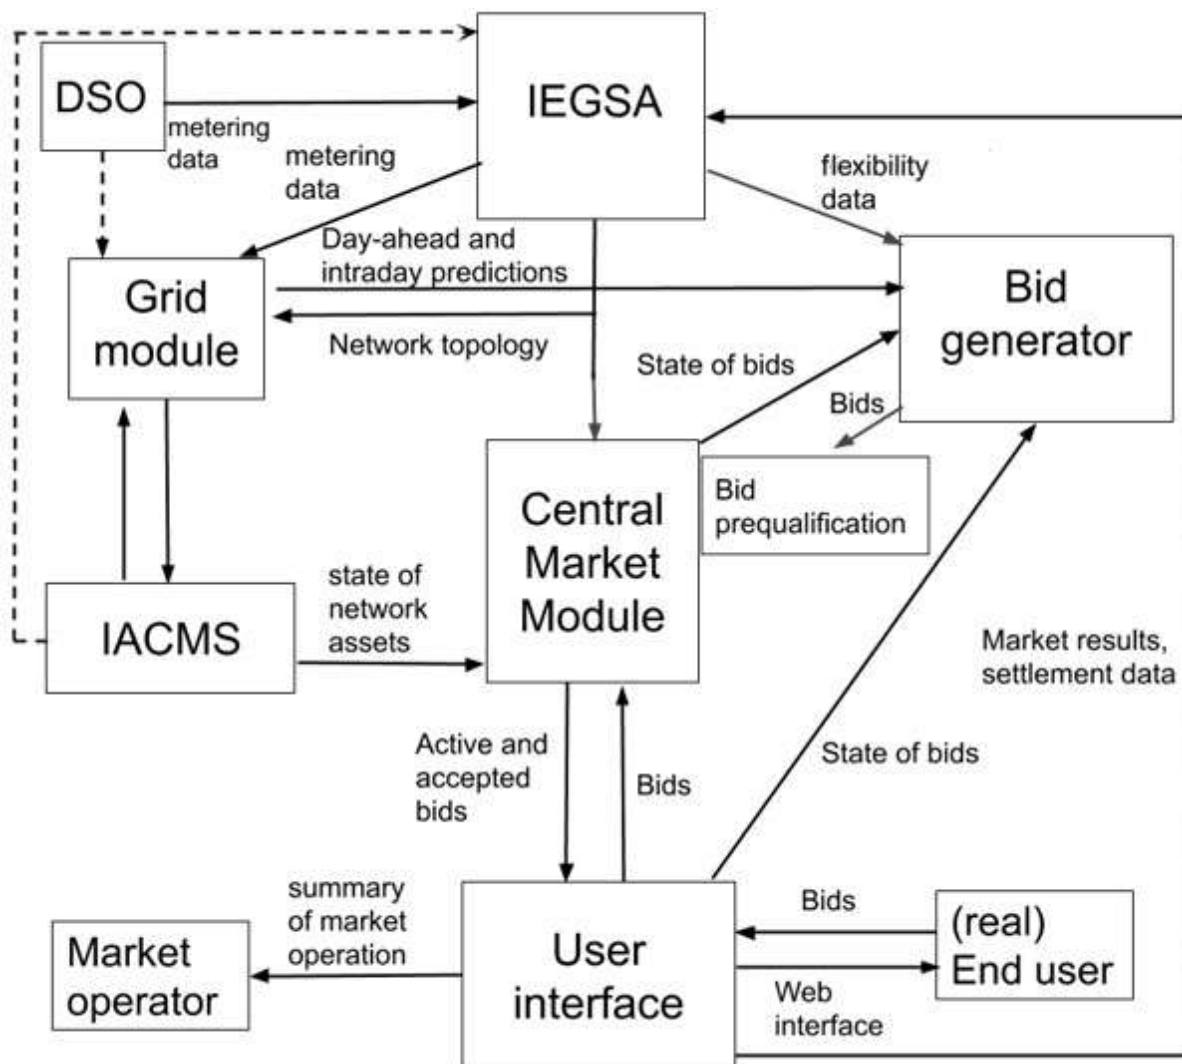 DSO
IEGSA
metering
data
metering
data
flexibility
data
Day-ahead and
intraday predictions
Grid
module
Bid
generator
Network topology
State of bids
Bids
Central
Market
Module
Bid
prequalification
state of
network
assets
IACMS
Market results,
settlement data
Active and
accepted
bids
Bids
State of bids
summary
of market
operation
Market
operator
User
interface
Bids
(real)
End user
Web
interface